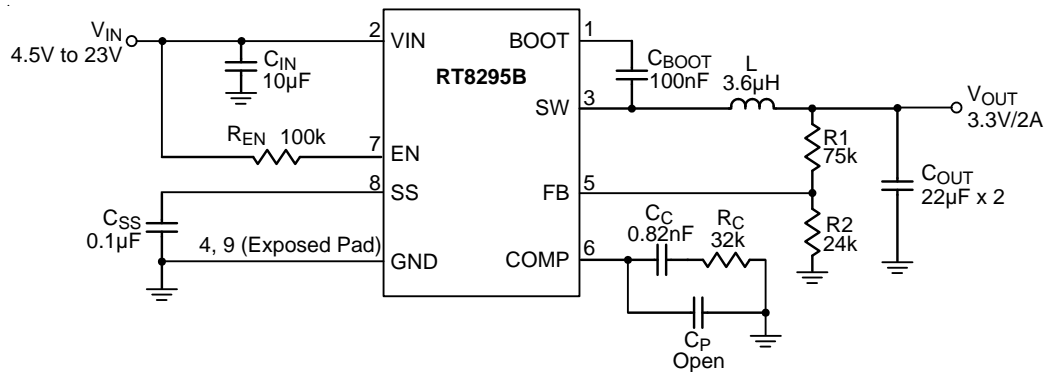 VIN
4.5V to 23V
CIN
10µF
REN 100k
CSS
0.1µF
4, 9 (Exposed Pad)
2
7
8
VIN
EN
SS
GND
RT8295B
BOOT
SW
FB
COMP
1
3
5
6
CBOOT
100nF
L
3.6µH
VOUT
3.3V/2A
R1
75k
COUT
22µF x 2
R2
24k
CC
0.82nF
RC
32k
CP
Open